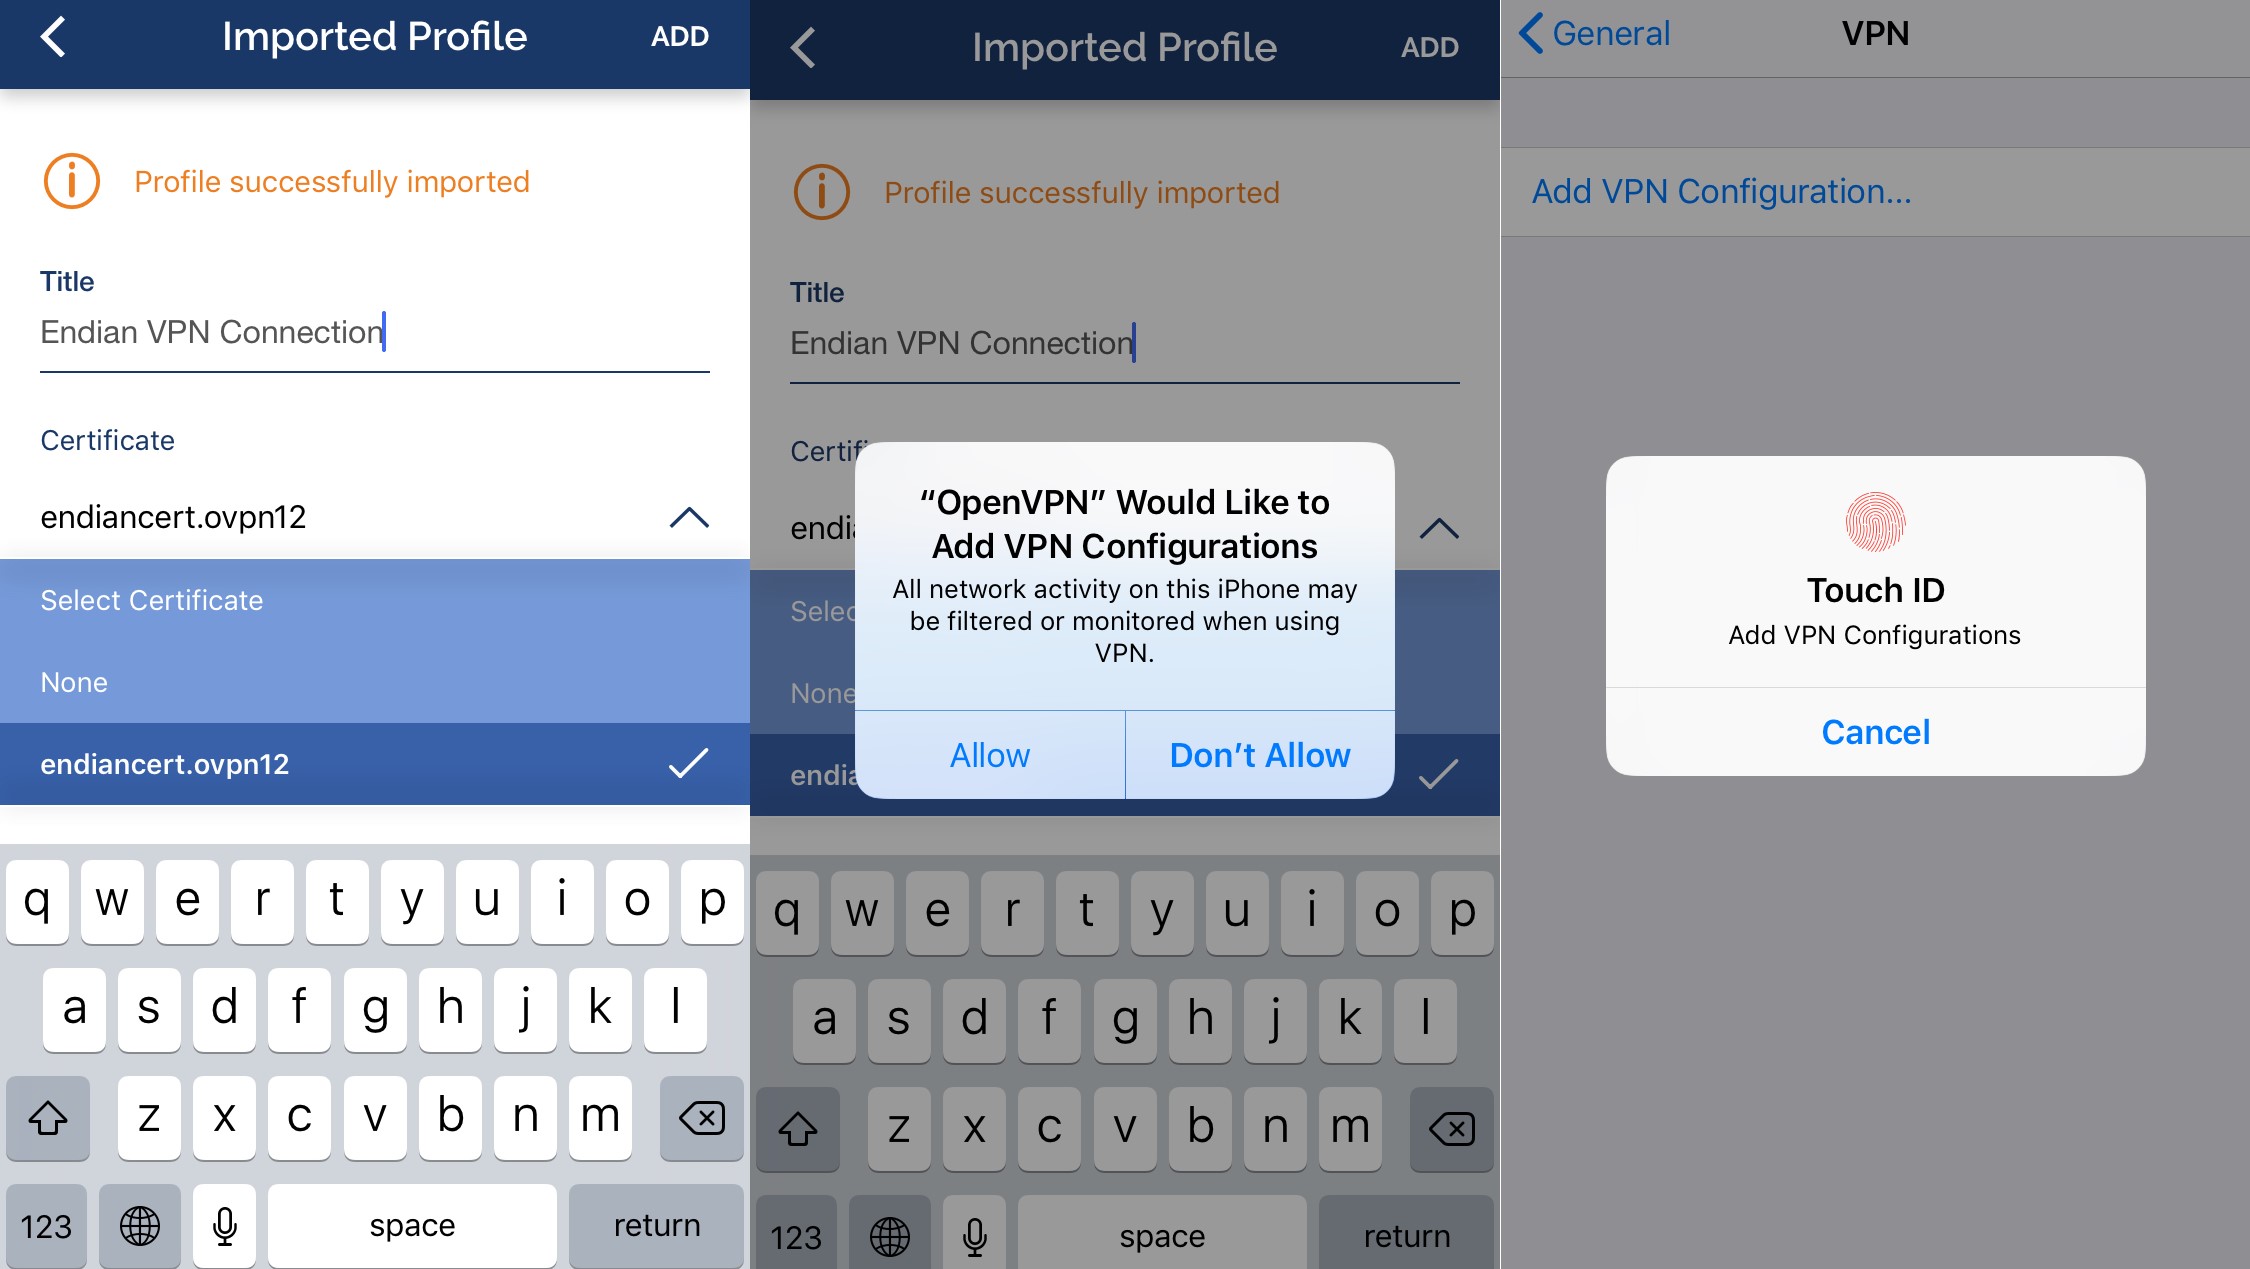 Imported Profile
ADD
Profile successfully imported
Title
Endian VPN Connection
Certificate
endiancert.ovpn12
Select Certificate
None
endiancert.ovpn12
q w e r t y u i o p
a s d f g h j k l
z x c v b n m
123 space return
Imported Profile
ADD
Profile successfully imported
Title
Endian VPN Connection
Certif
endia
Selec
None
endia
“OpenVPN” Would Like to
Add VPN Configurations
All network activity on this iPhone may
be filtered or monitored when using
VPN.
Allow
Don’t Allow
q w e r t y u i o p
a s d f g h j k l
z x c v b n m
123 space return
General
VPN
Add VPN Configuration...
Touch ID
Add VPN Configurations
Cancel